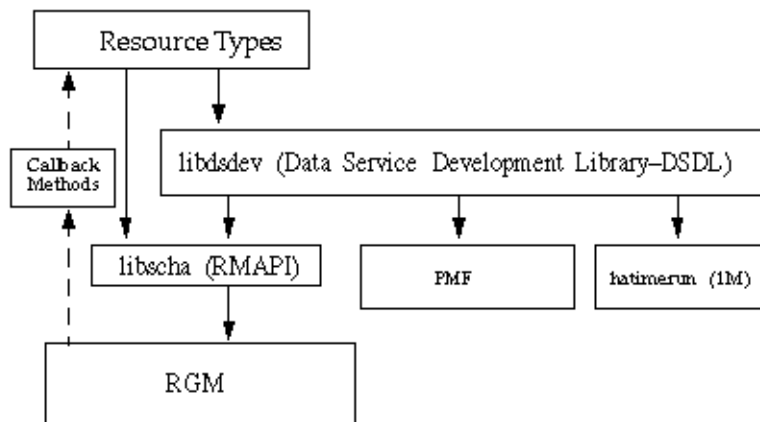 Resource Types
Callback
Methods
libdsdev (Data Service Development Library–DSDL)
libscha (RMAPI)
PMF
hatimerun (1M)
RGM